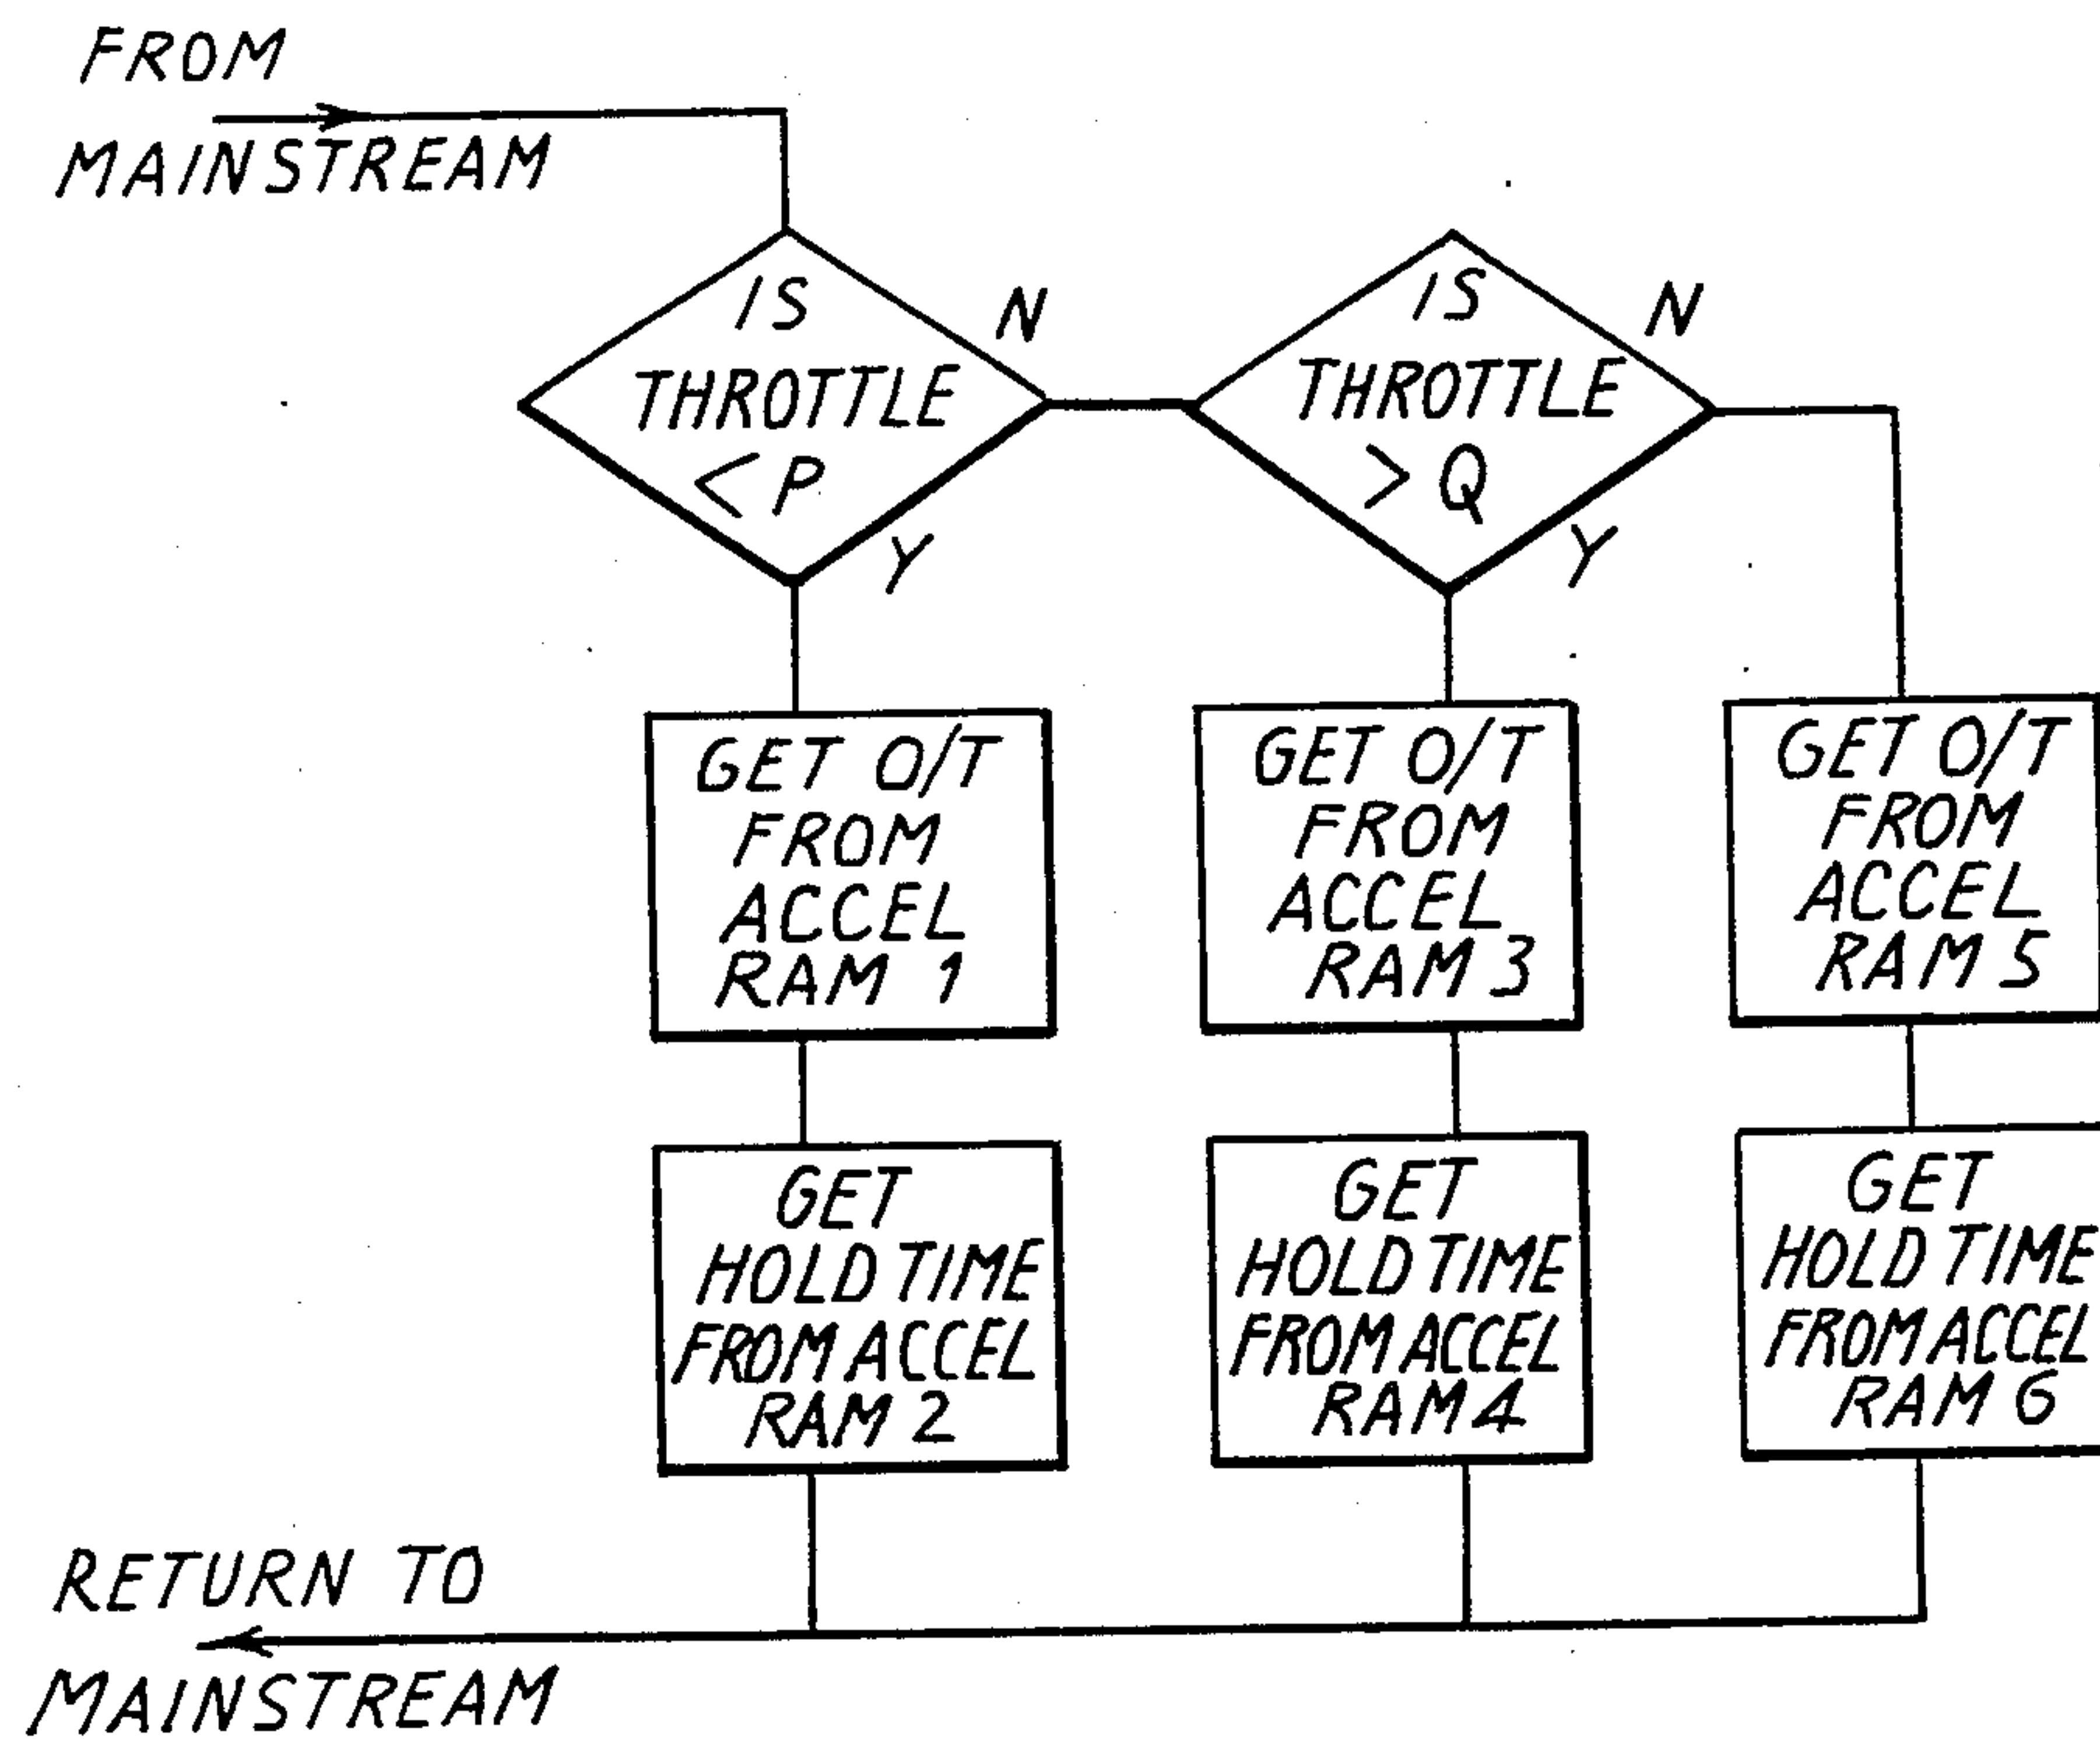 FROM
MAINSTREAM
IS
THROTTLE
< P
N
Y
IS
THROTTLE
> Q
N
Y
GET O/T
FROM
ACCEL
RAM 1
GET O/T
FROM
ACCEL
RAM 3
GET O/T
FROM
ACCEL
RAM 5
GET
HOLD TIME
FROM ACCEL
RAM 2
GET
HOLD TIME
FROM ACCEL
RAM 4
GET
HOLD TIME
FROM ACCEL
RAM 6
RETURN TO
MAINSTREAM